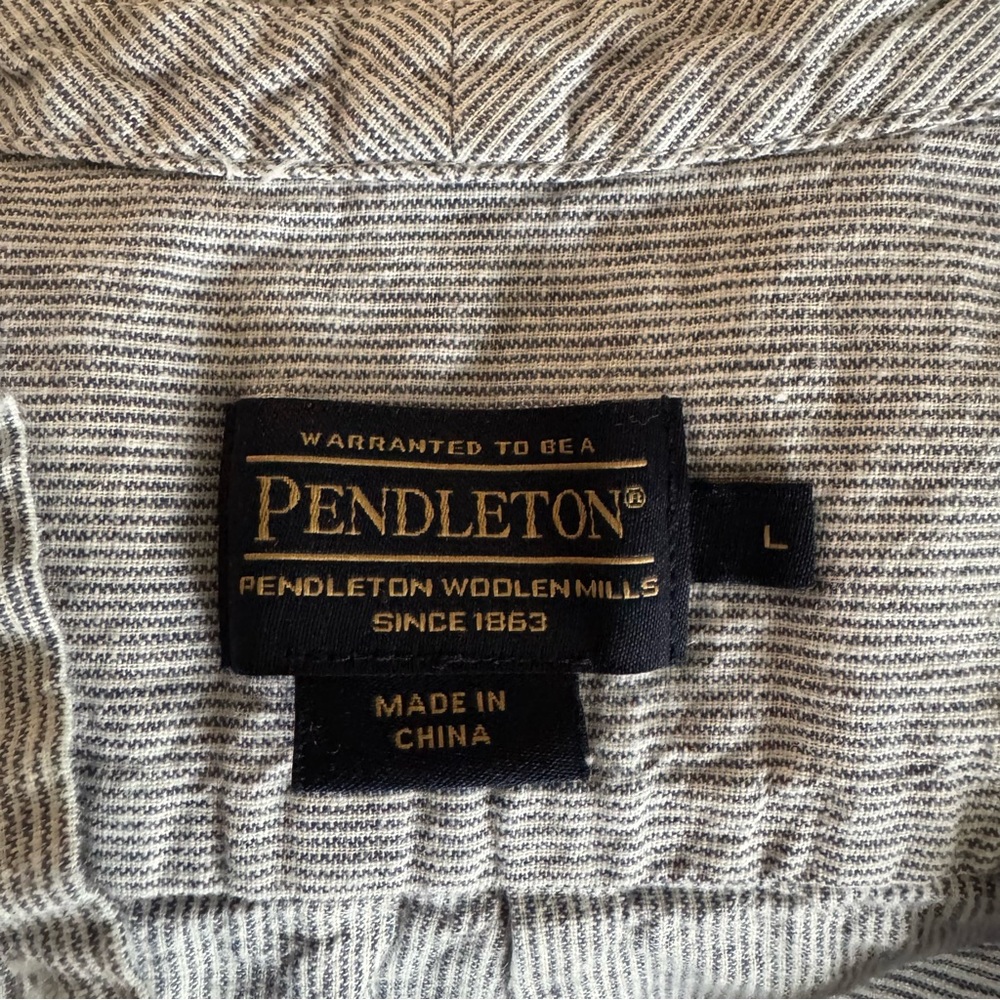 WARRANTED TO BE A
PENDLETON®
PENDLETON WOOLEN MILLS
SINCE 1863
L
MADE IN
CHINA